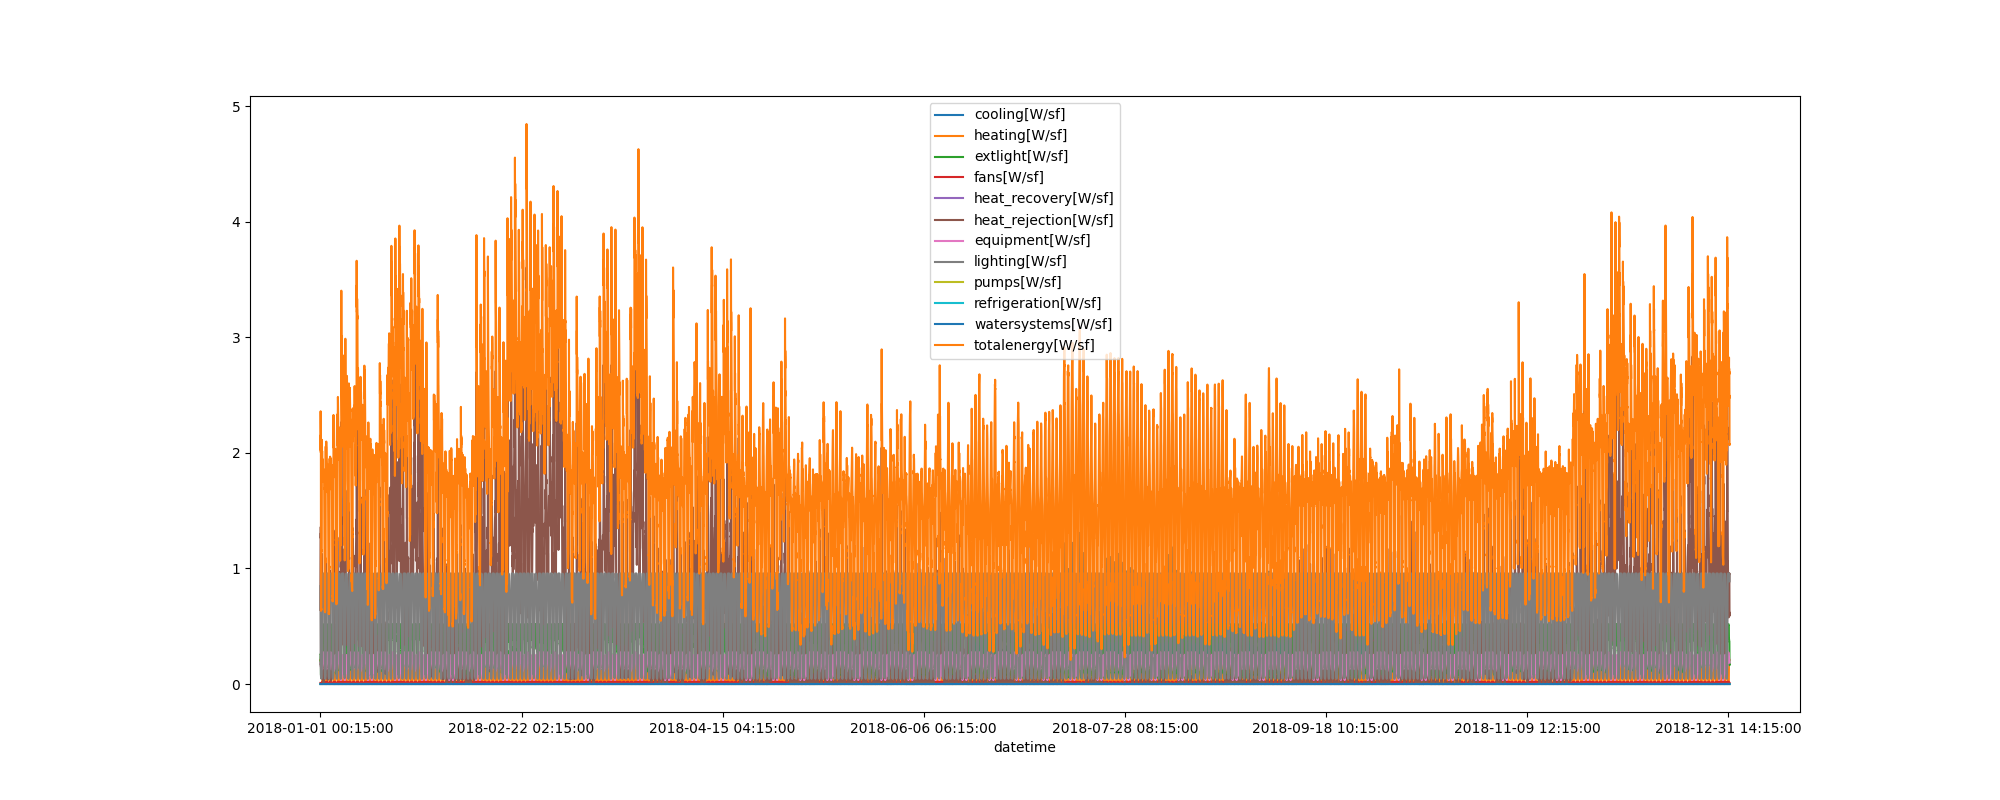 5
4
3
2
1
0
cooling[W/sf]
heating[W/sf]
extlight[W/sf]
fans[W/sf]
heat_recovery[W/sf]
heat_rejection[W/sf]
equipment[W/sf]
lighting[W/sf]
pumps[W/sf]
refrigeration[W/sf]
watersystems[W/sf]
totalenergy[W/sf]
2018-01-01 00:15:00 2018-02-22 02:15:00 2018-04-15 04:15:00 2018-06-06 06:15:00 2018-07-28 08:15:00 2018-09-18 10:15:00 2018-11-09 12:15:00 2018-12-31 14:15:00
datetime